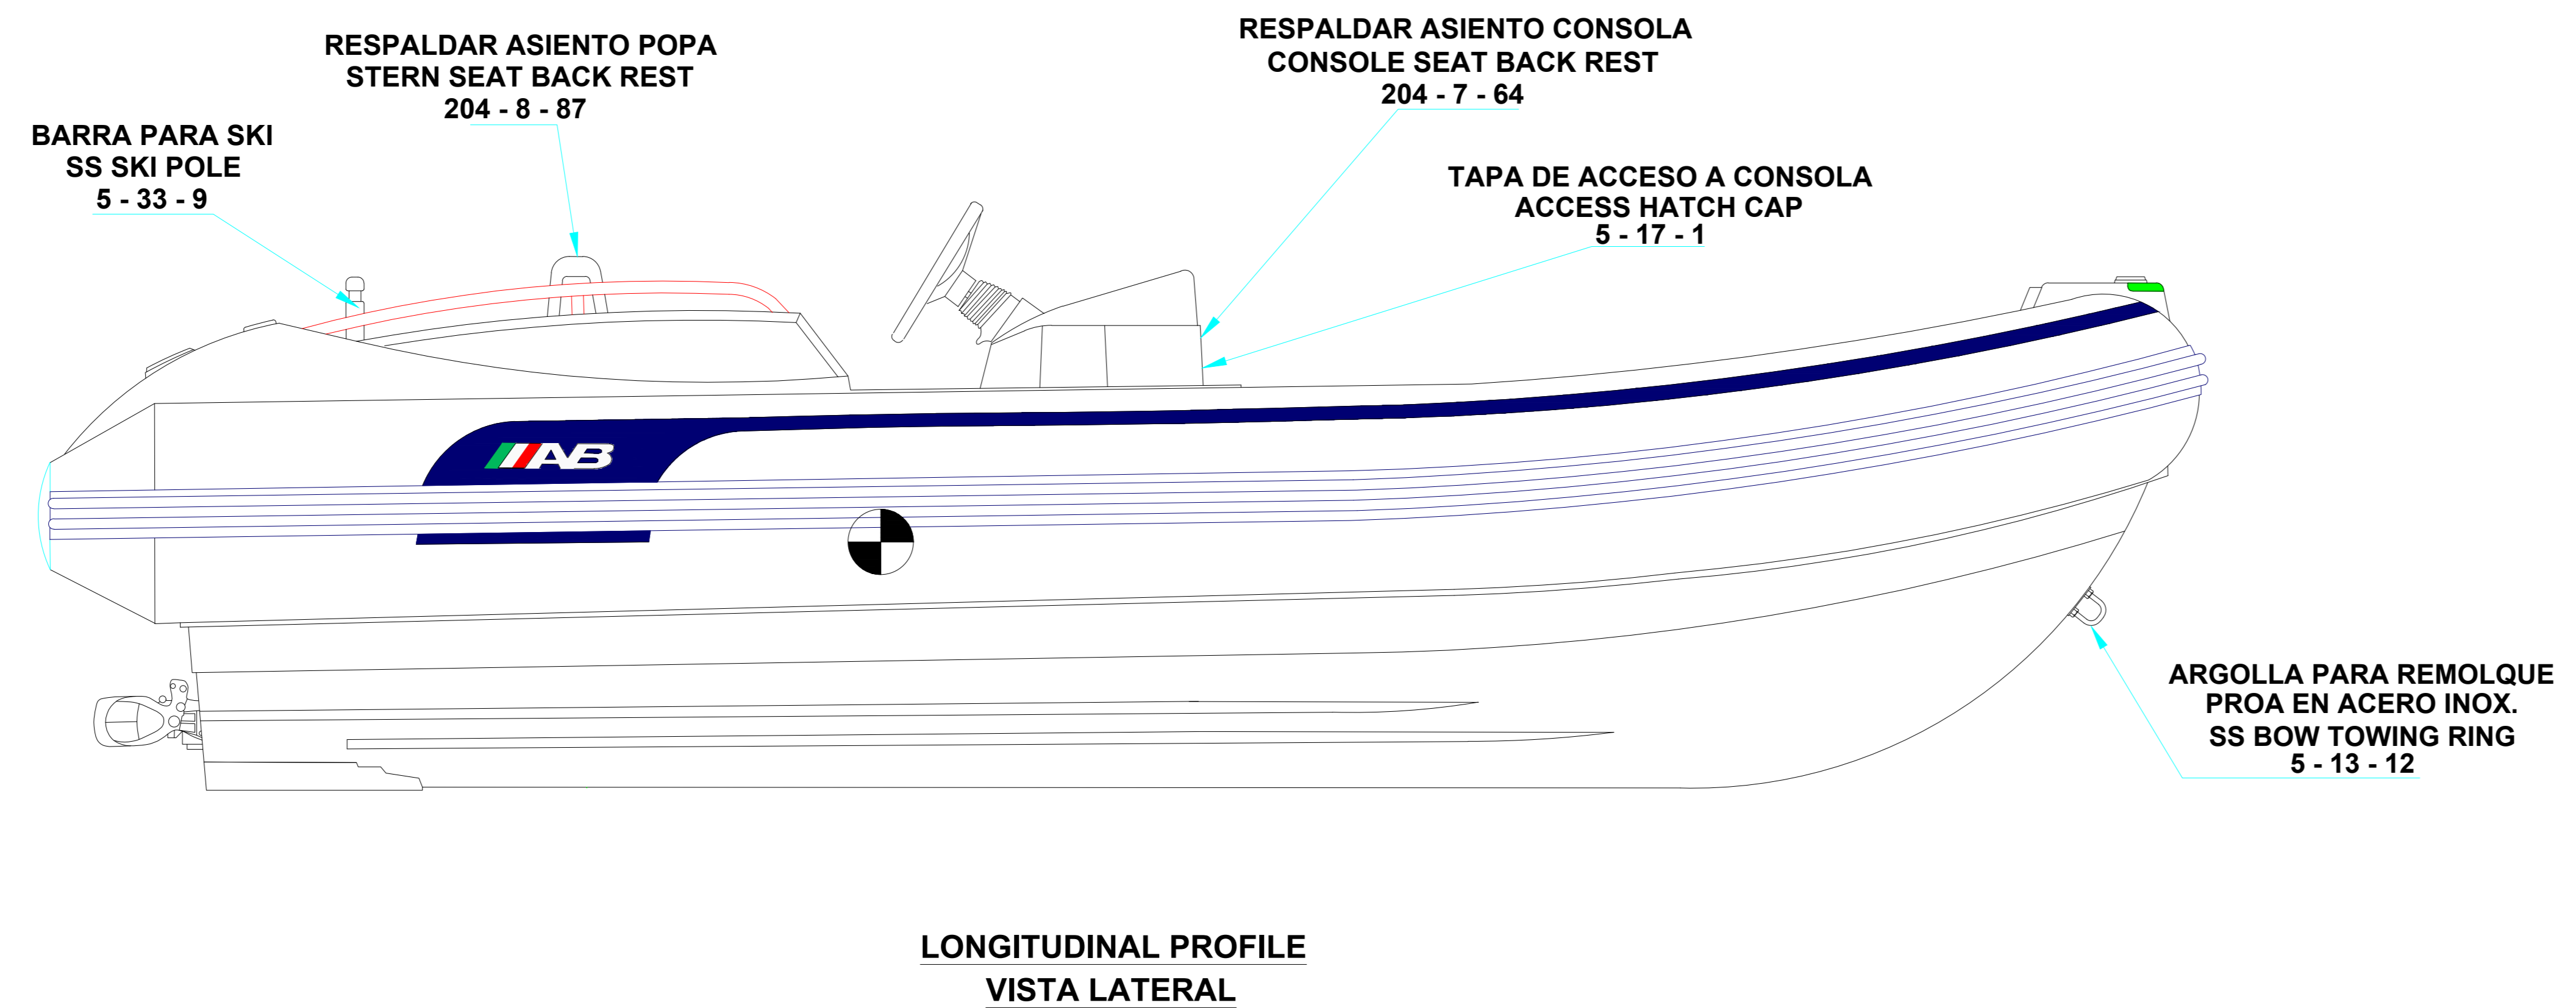 RESPALDAR ASIENTO POPA
STERN SEAT BACK REST
204 - 8 - 87
RESPALDAR ASIENTO CONSOLA
CONSOLE SEAT BACK REST
204 - 7 - 64
BARRA PARA SKI
SS SKI POLE
5 - 33 - 9
TAPA DE ACCESO A CONSOLA
ACCESS HATCH CAP
5 - 17 - 1
AB
ARGOLLA PARA REMOLQUE
PROA EN ACERO INOX.
SS BOW TOWING RING
5 - 13 - 12
LONGITUDINAL PROFILE
VISTA LATERAL